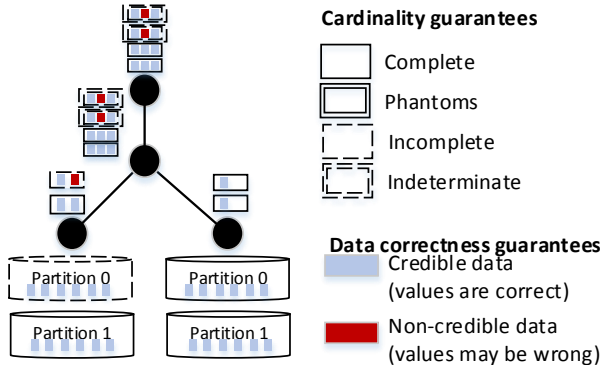 Cardinality guarantees
Complete
Phantoms
Incomplete
Indeterminate
Partition 0
Partition 0
Partition 1
Partition 1
Data correctness guarantees
Credible data
(values are correct)
Non-credible data
(values may be wrong)